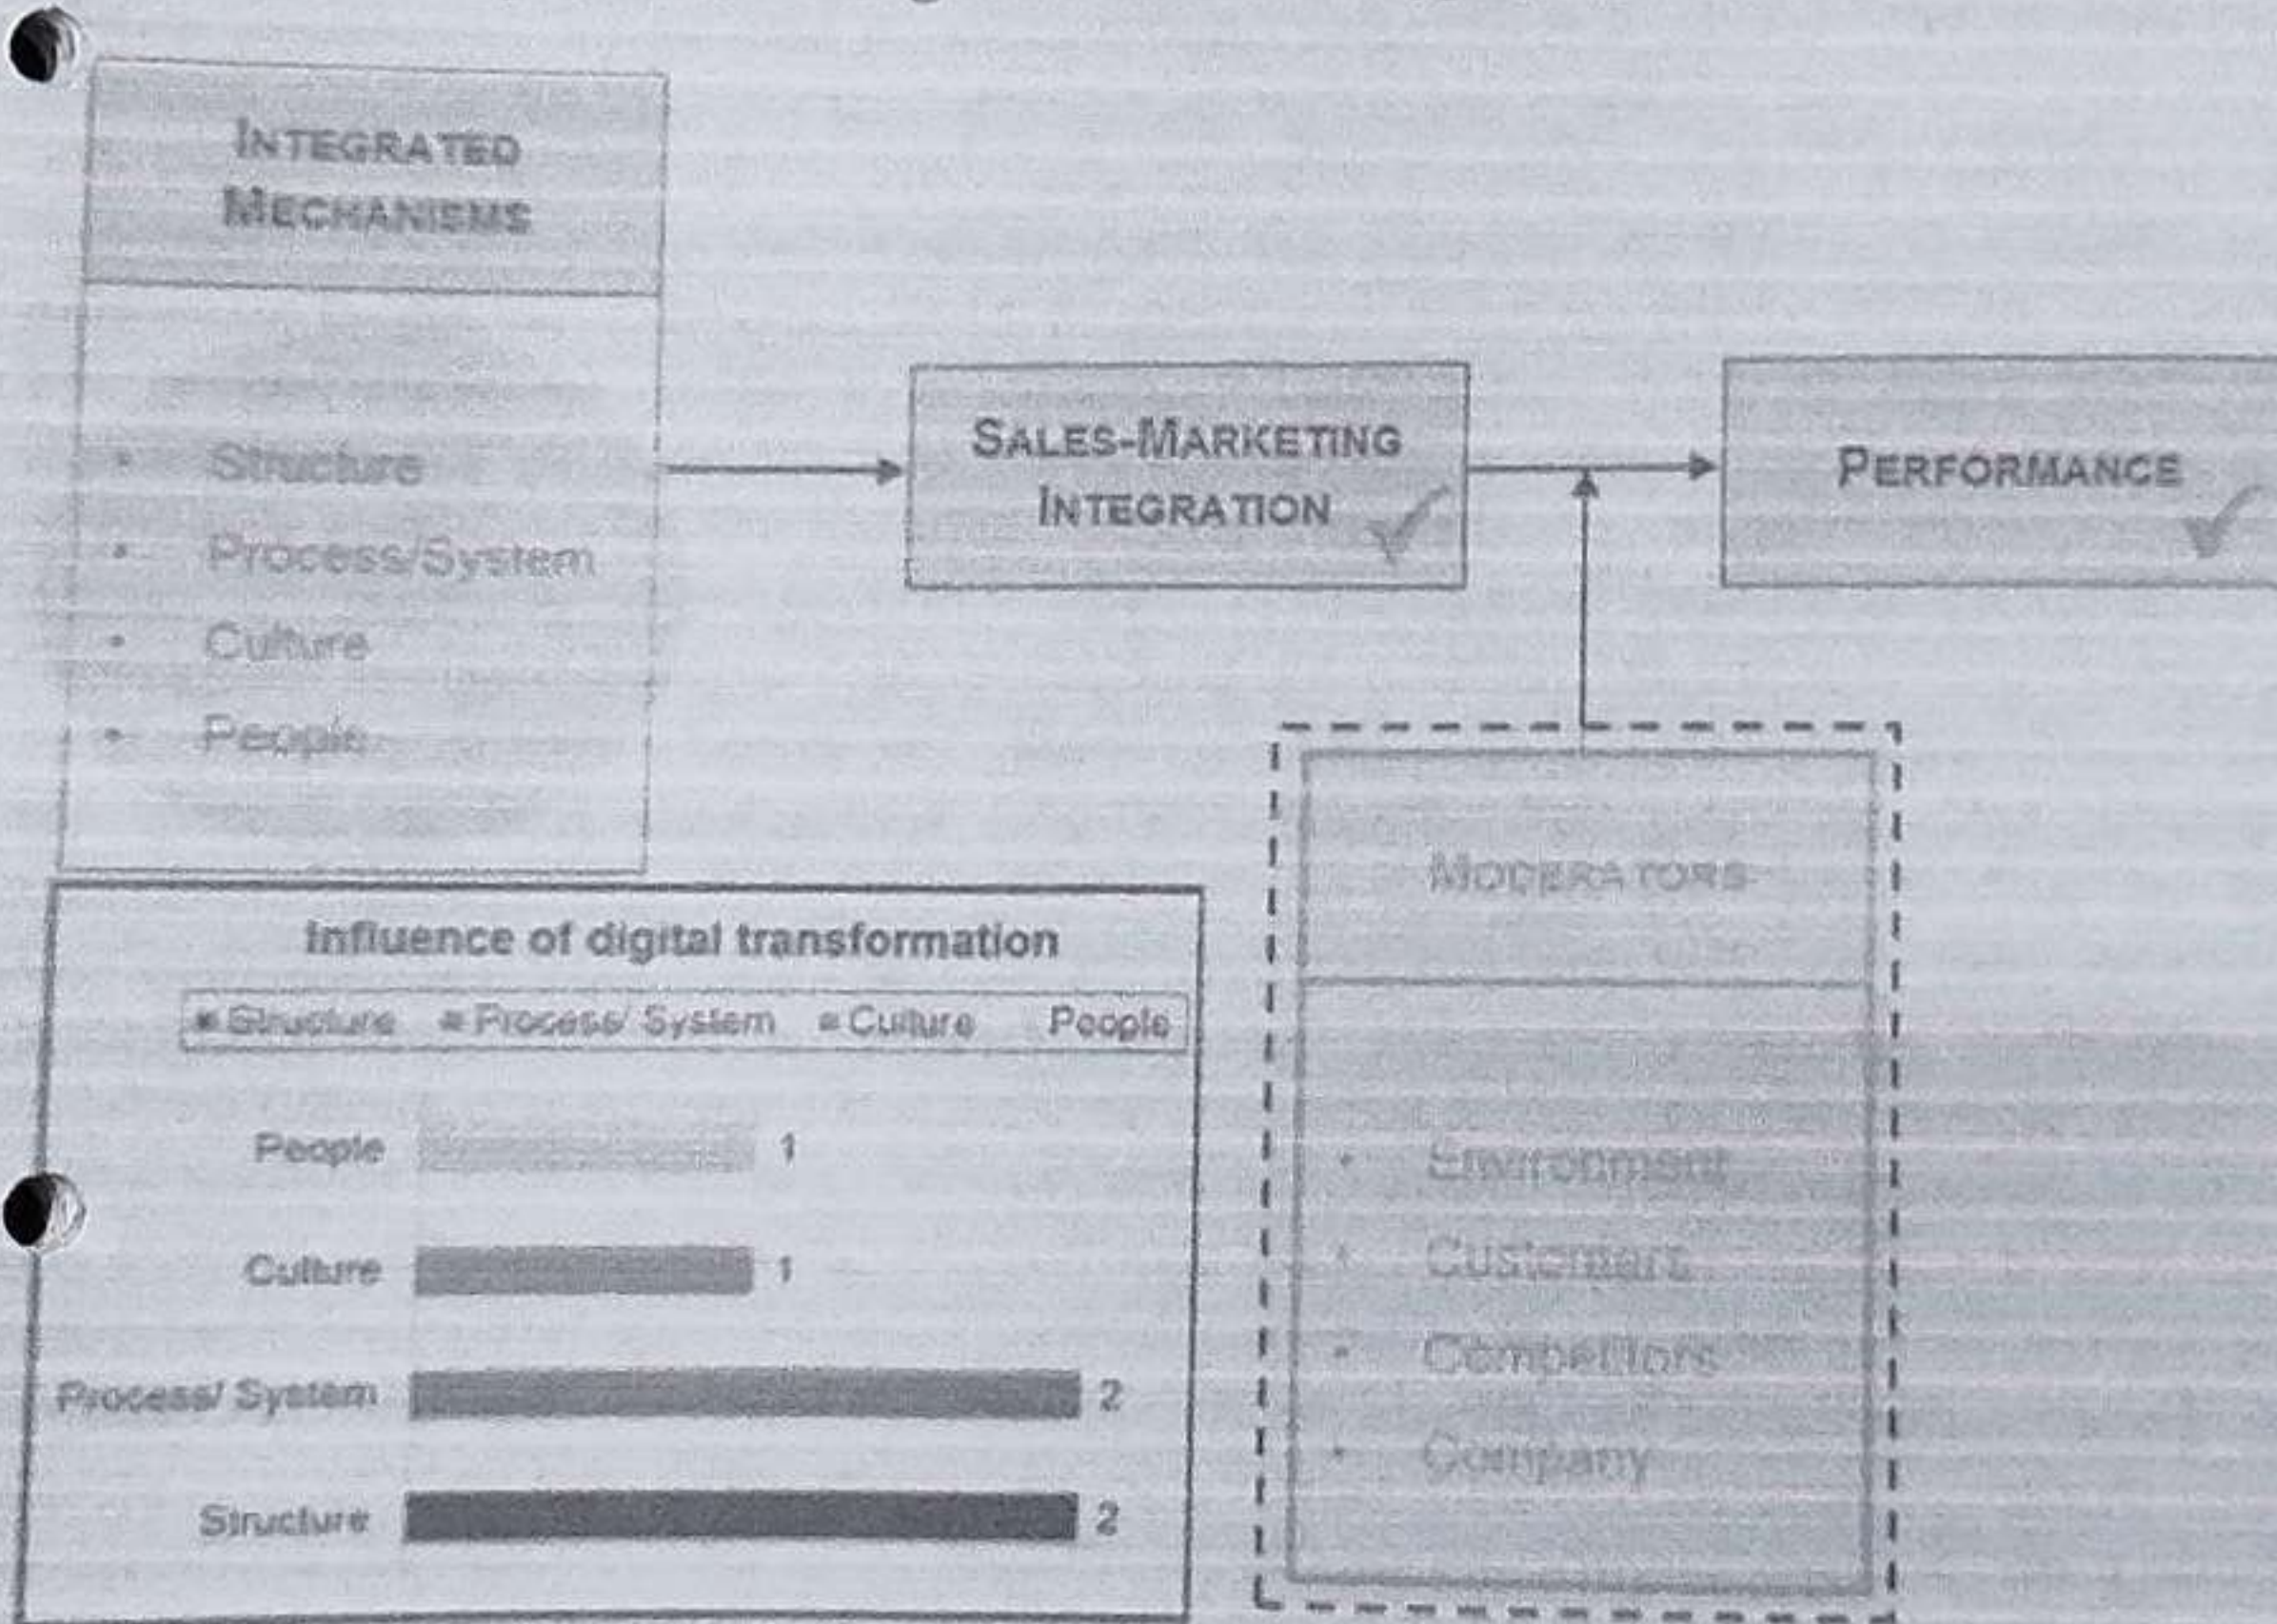 INTEGRATED
MECHANISMS
• Structure
• Process/System
• Culture
• People
SALES-MARKETING
INTEGRATION
PERFORMANCE
MODERATORS
• Environment
• Customers
• Competitors
• Company
Influence of digital transformation
Structure Process/ System Culture People
People 1
Culture 1
Process/ System 2
Structure 2